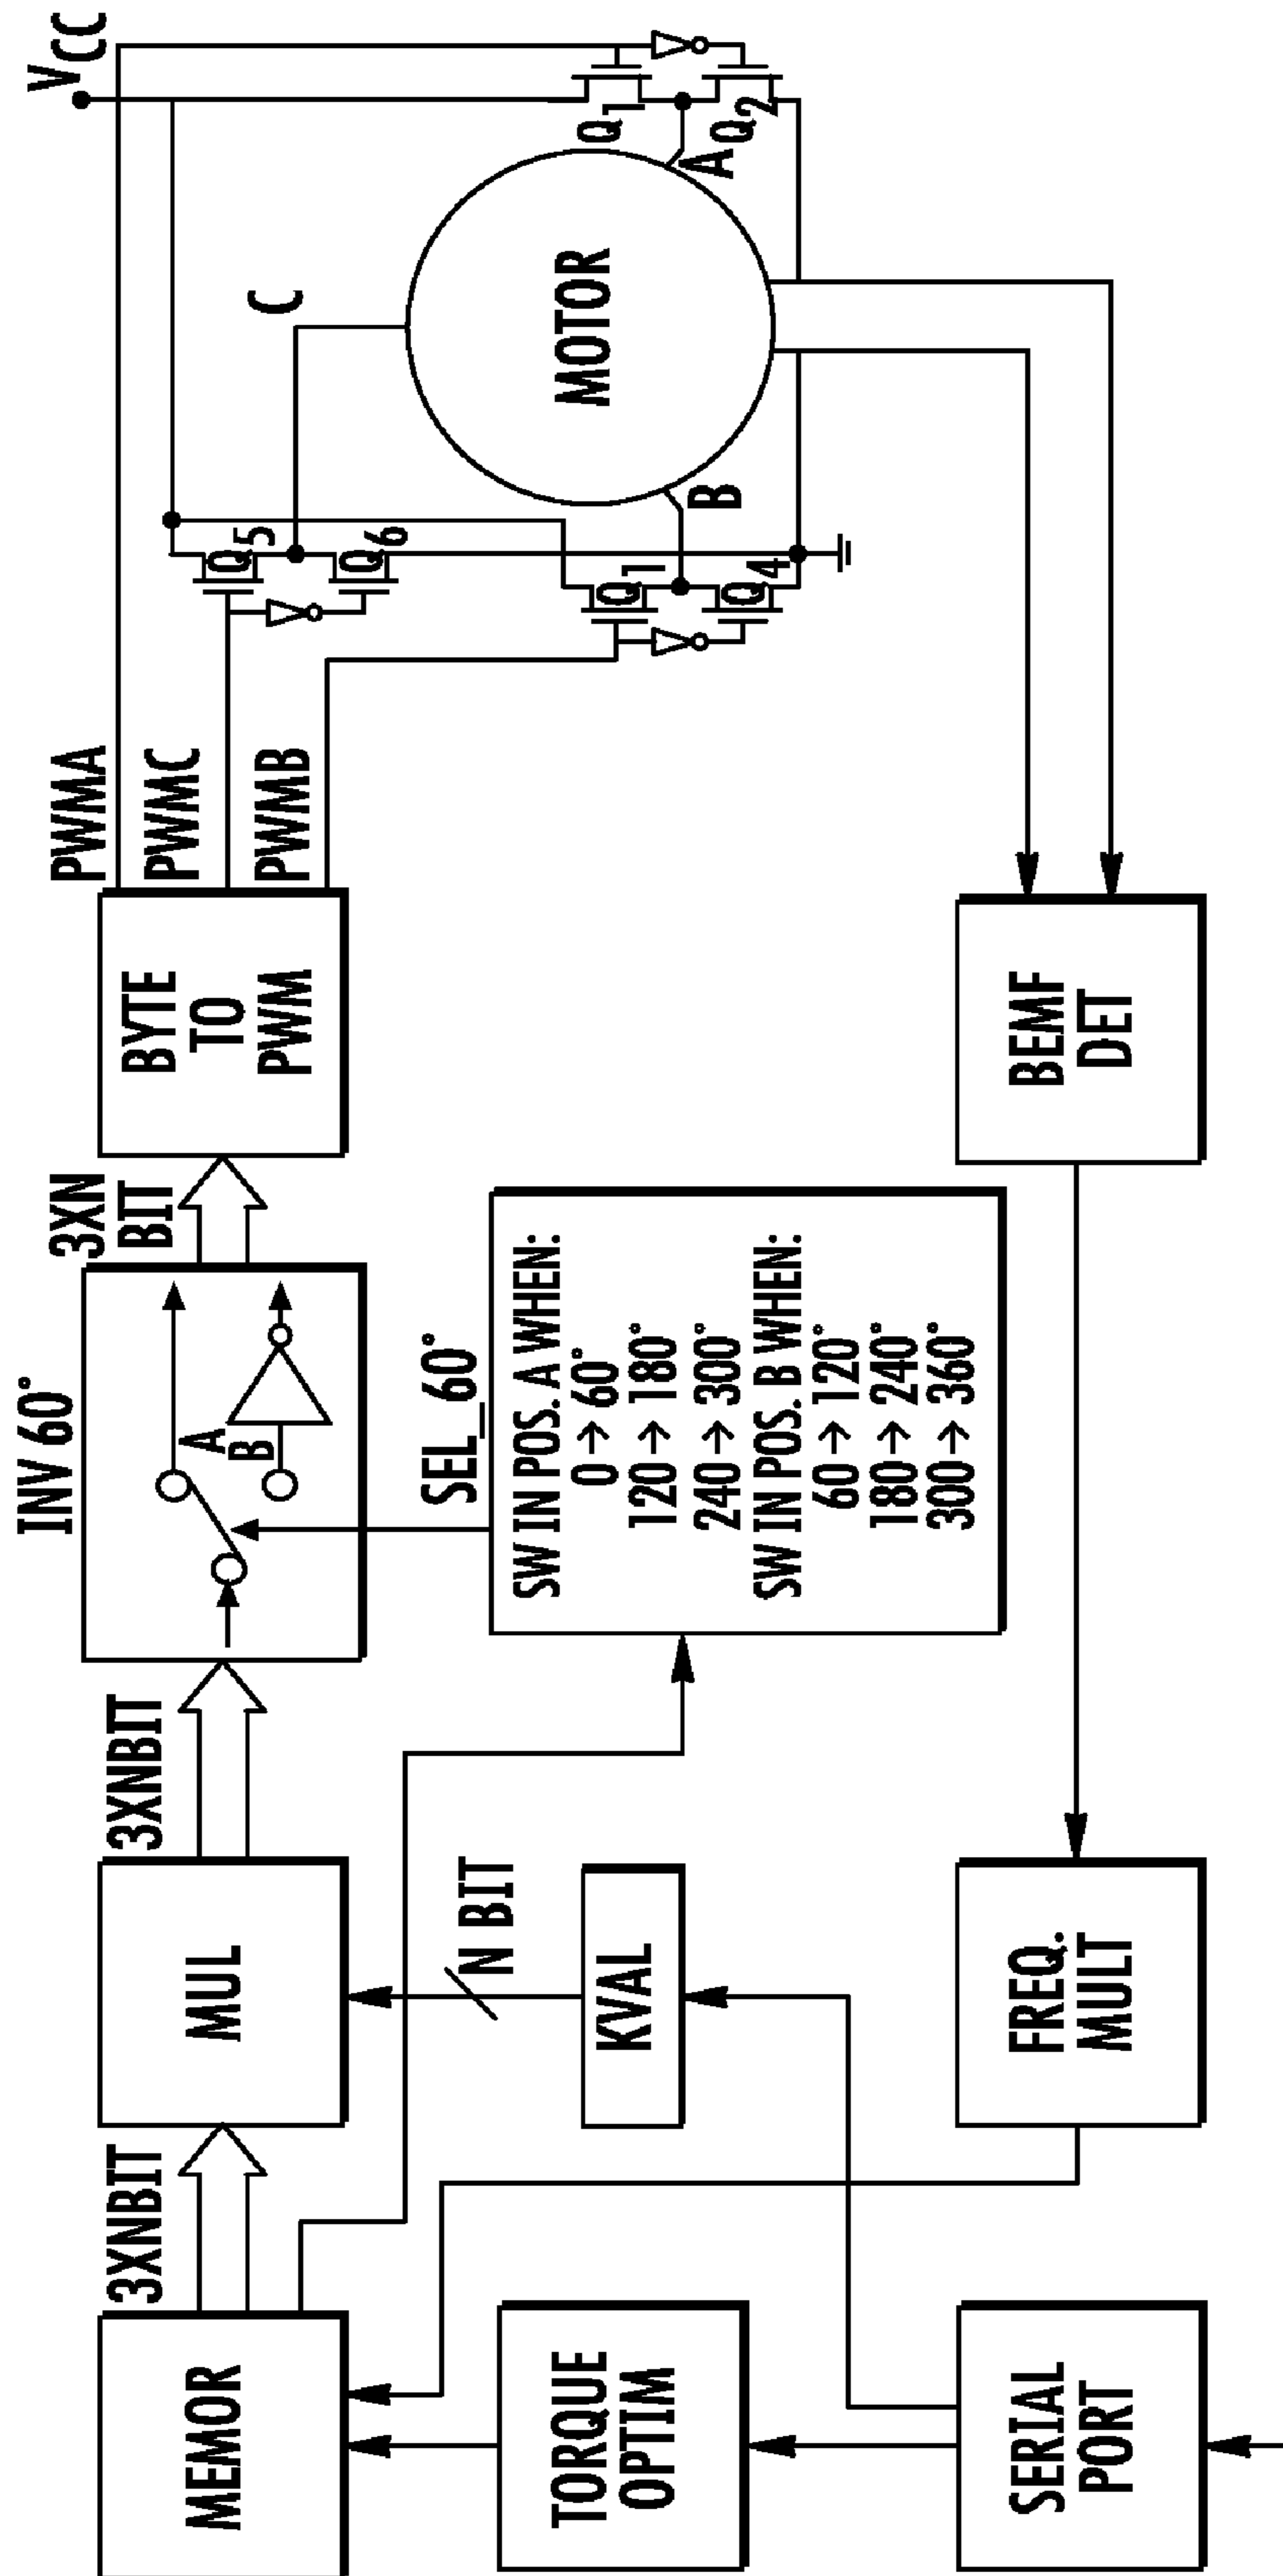 MEMOR
3XNBIT
MUL
3XNBIT
INV 60°
A
B
3XN
BIT
BYTE
TO
PWM
PWMA
PWMC
PWMB
VCC
C
Q5
Q6
Q1
Q4
Q1
Q2
A
B
MOTOR
SEL_60°
SW IN POS. A WHEN:
0→60°
120→180°
240→300°
SW IN POS. B WHEN:
60→120°
180→240°
300→360°
N BIT
KVAL
TORQUE
OPTIM
SERIAL
PORT
FREQ.
MULT
BEMF
DET